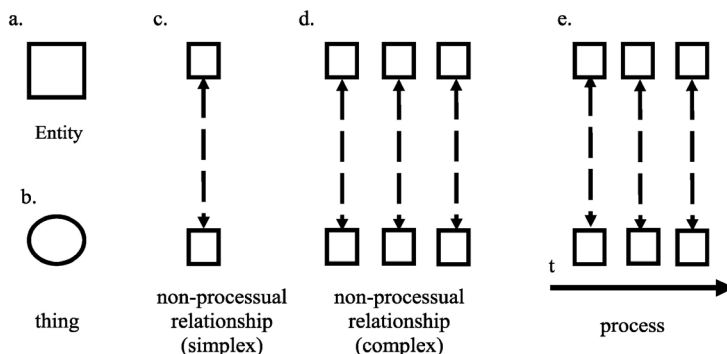 a.
Entity
b.
thing
c.
non-processual
relationship
(simplex)
d.
non-processual
relationship
(complex)
e.
t
process